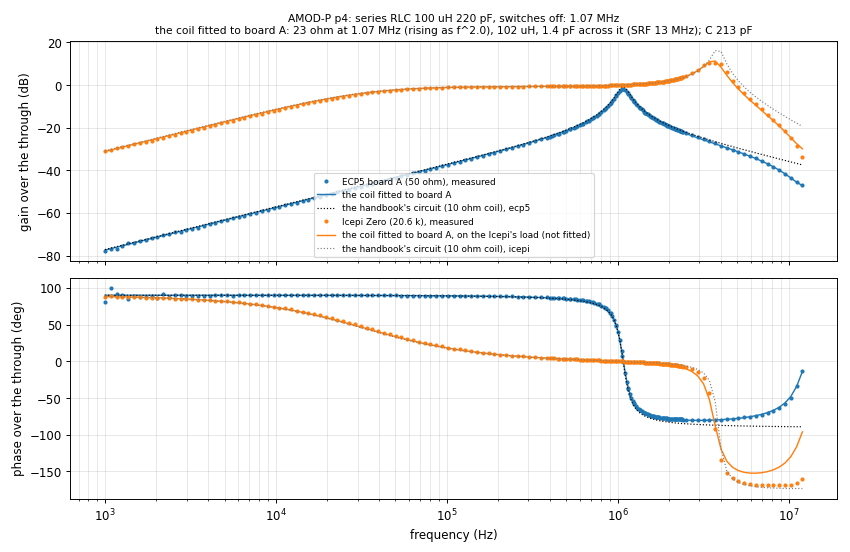 AMOD-P p4: series RLC 100 uH 220 pF, switches off: 1.07 MHz
the coil fitted to board A: 23 ohm at 1.07 MHz (rising as f^2.0), 102 uH, 1.4 pF across it (SRF 13 MHz); C 213 pF
gain over the through (dB)
20
0
−20
−40
−60
−80
ECP5 board A (50 ohm), measured
the coil fitted to board A
the handbook's circuit (10 ohm coil), ecp5
Icepi Zero (20.6 k), measured
the coil fitted to board A, on the Icepi's load (not fitted)
the handbook's circuit (10 ohm coil), icepi
phase over the through (deg)
100
50
0
−50
−100
−150
10^3 10^4 10^5 10^6 10^7
frequency (Hz)